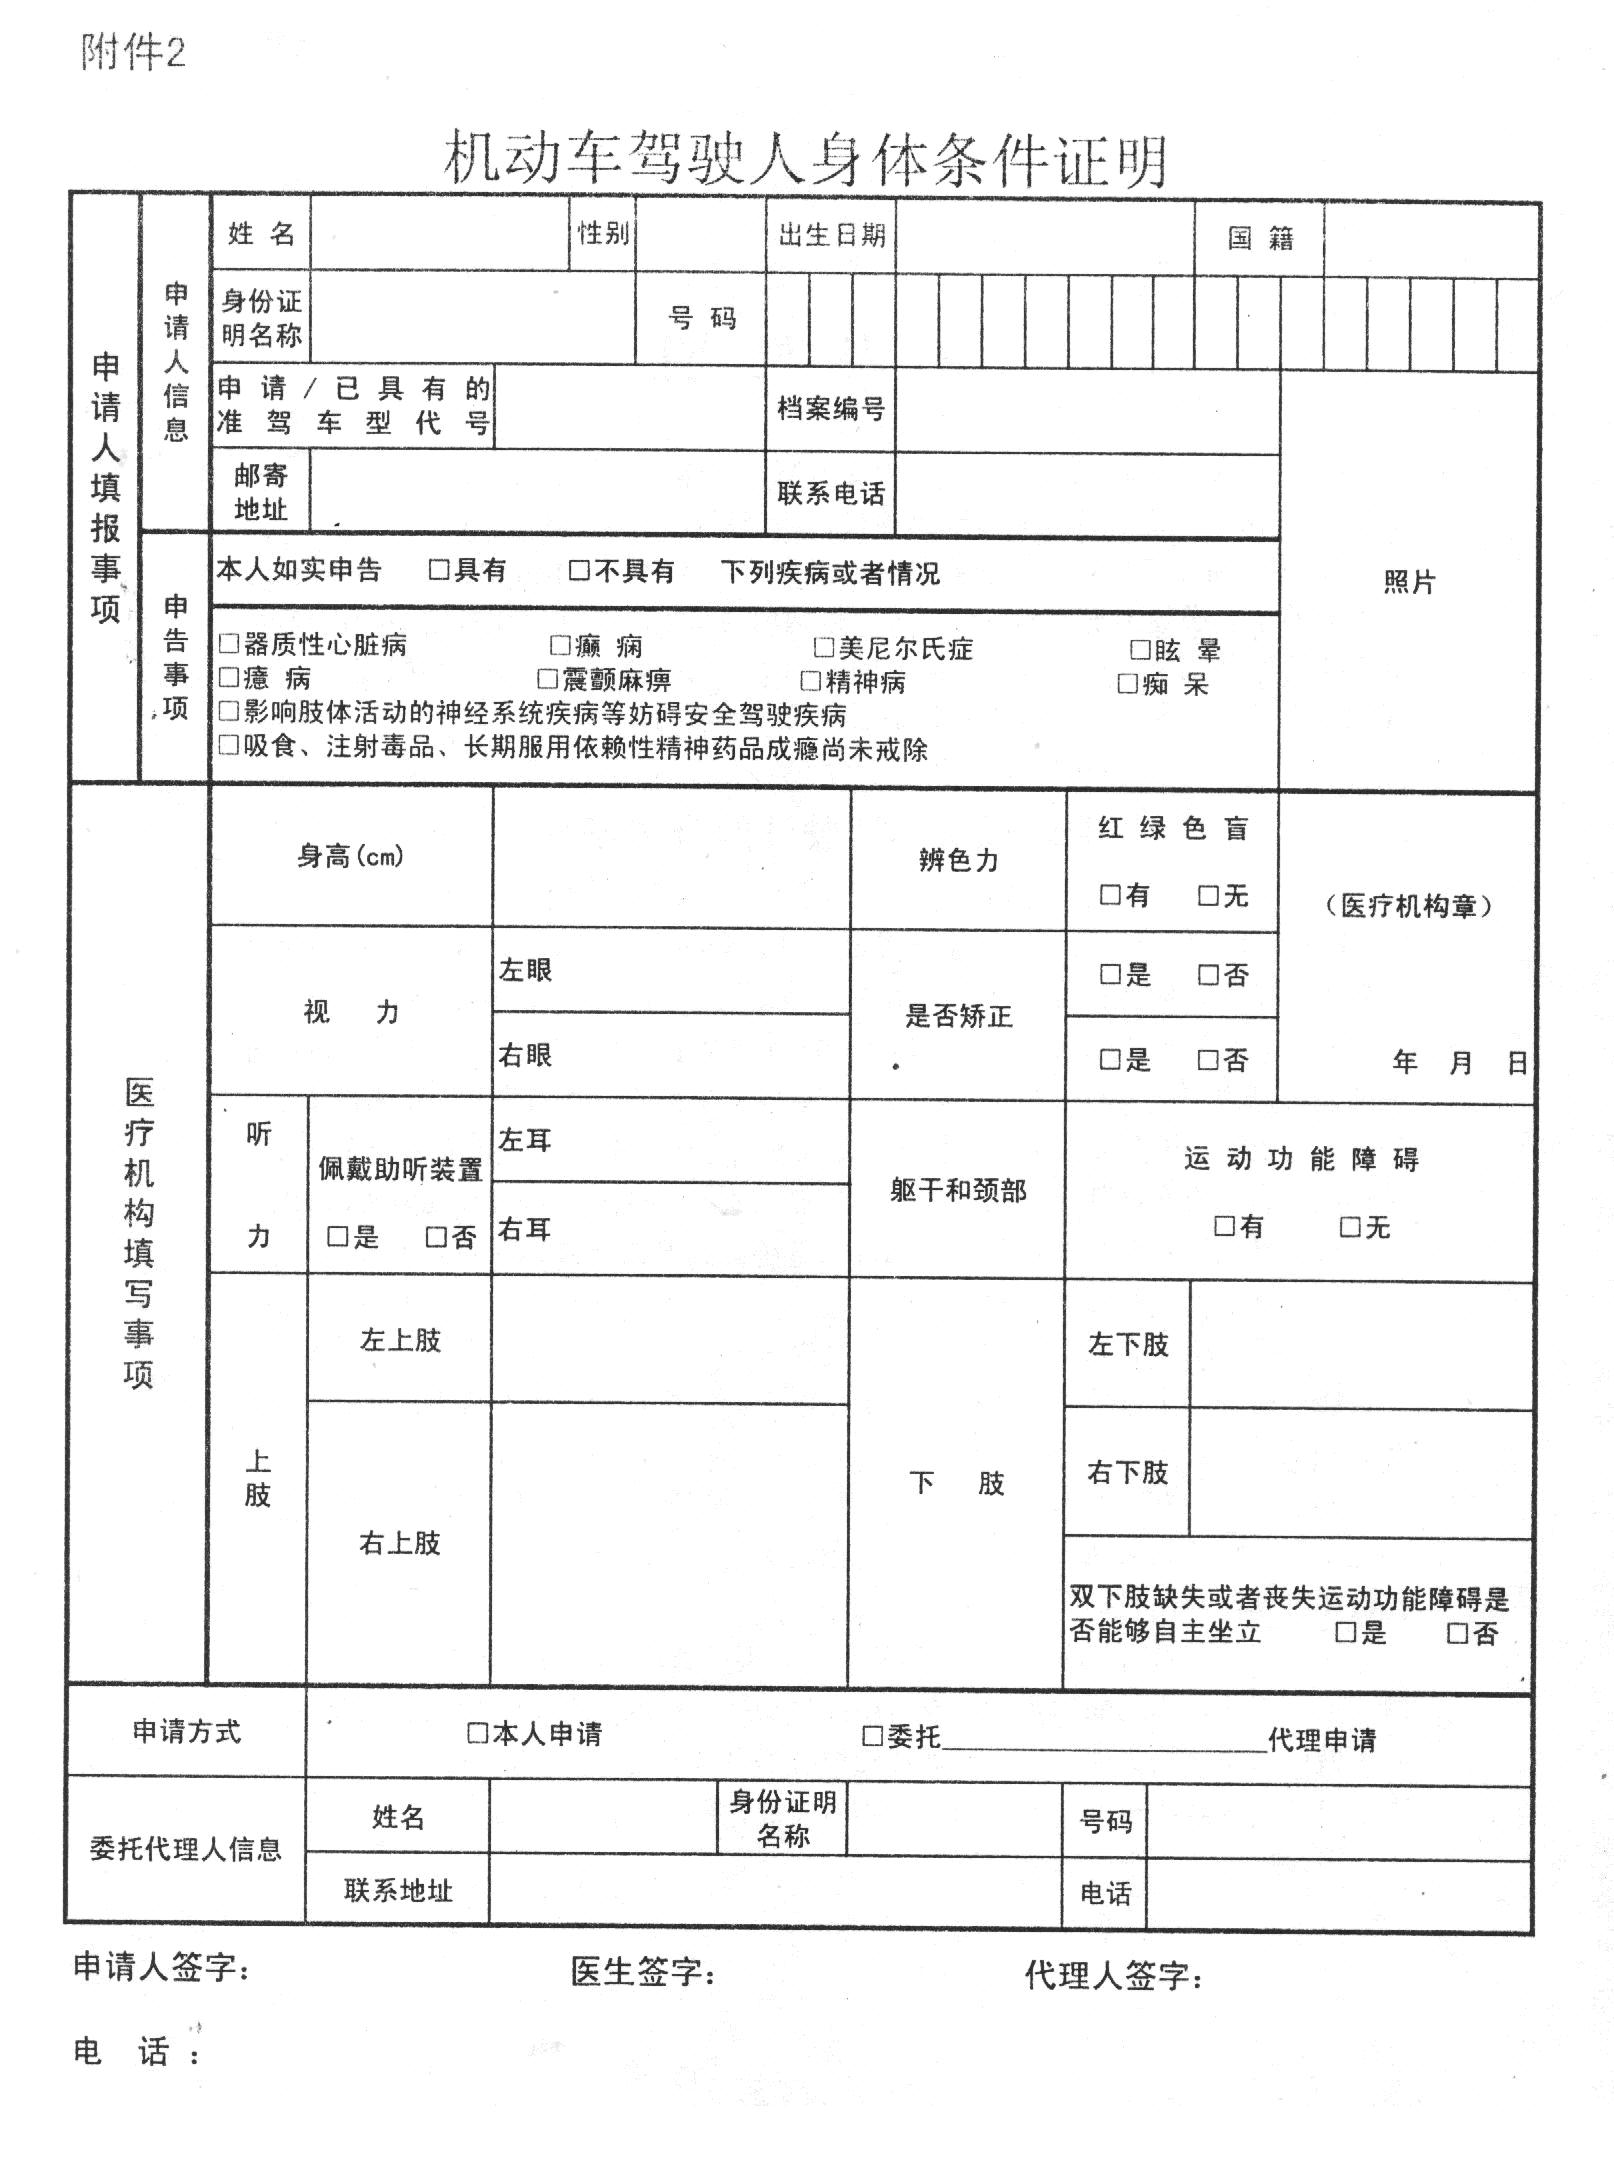 附件2
机动车驾驶人身体条件证明
申请人填报事项
申请人信息
姓 名
性别
出生日期
国 籍
身份证
明名称
号 码
申 请 / 已 具 有 的
准 驾 车 型 代 号
档案编号
邮寄
地址
联系电话
照片
申告事项
本人如实申告 □具有 □不具有 下列疾病或者情况
□器质性心脏病 □癫 痫 □美尼尔氏症 □眩 晕
□癔 病 □震颤麻痹 □精神病 □痴 呆
□影响肢体活动的神经系统疾病等妨碍安全驾驶疾病
□吸食、注射毒品、长期服用依赖性精神药品成瘾尚未戒除
医疗机构填写事项
身高(cm)
辨色力
红 绿 色 盲
□有 □无
(医疗机构章)
年 月 日
视 力
左眼
右眼
是否矫正
□是 □否
□是 □否
听 力
佩戴助听装置
□是 □否
左耳
右耳
躯干和颈部
运 动 功 能 障 碍
□有 □无
上肢
左上肢
右上肢
下 肢
左下肢
右下肢
双下肢缺失或者丧失运动功能障碍是
否能够自主坐立 □是 □否
申请方式
□本人申请 □委托____________代理申请
委托代理人信息
姓名
身份证明
名称
号码
联系地址
电话
申请人签字: 医生签字: 代理人签字:
电 话 :